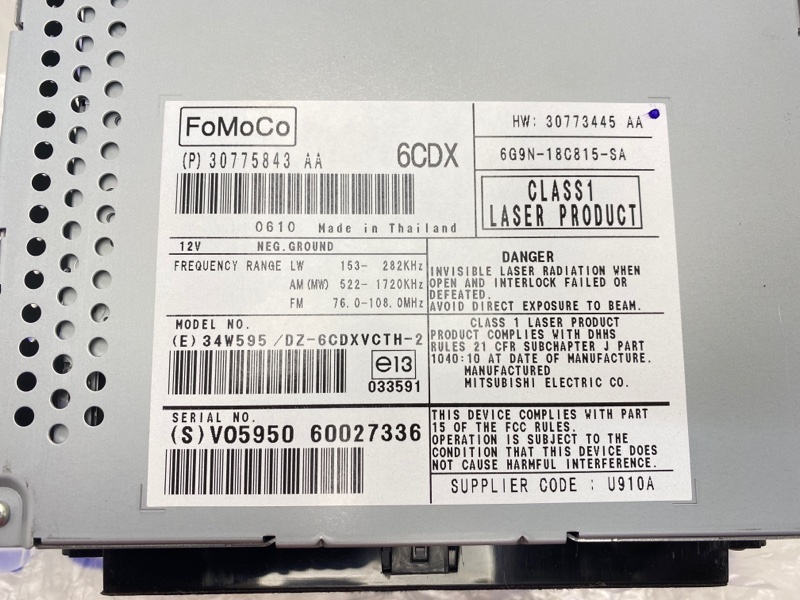 FoMoCo
(P) 30775843 AA 6CDX
HW: 30773445 AA
6G9N-18C815-SA
CLASS1
LASER PRODUCT
0610 Made in Thailand
12V NEG.GROUND
FREQUENCY RANGE LW 153- 282KHz
AM(MW) 522- 1720KHz
FM 76.0-108.0MHz
DANGER
INVISIBLE LASER RADIATION WHEN
OPEN AND INTERLOCK FAILED OR
DEFEATED.
AVOID DIRECT EXPOSURE TO BEAM.
MODEL NO.
(E) 34W595 /DZ-6CDXVCTH-2
e13
033591
CLASS 1 LASER PRODUCT
PRODUCT COMPLIES WITH DHHS
RULES 21 CFR SUBCHAPTER J PART
1040:10 AT DATE OF MANUFACTURE.
MANUFACTURED
MITSUBISHI ELECTRIC CO.
SERIAL NO.
(S)V05950 60027336
THIS DEVICE COMPLIES WITH PART
15 OF THE FCC RULES.
OPERATION IS SUBJECT TO THE
CONDITION THAT THIS DEVICE DOES
NOT CAUSE HARMFUL INTERFERENCE.
SUPPLIER CODE : U910A